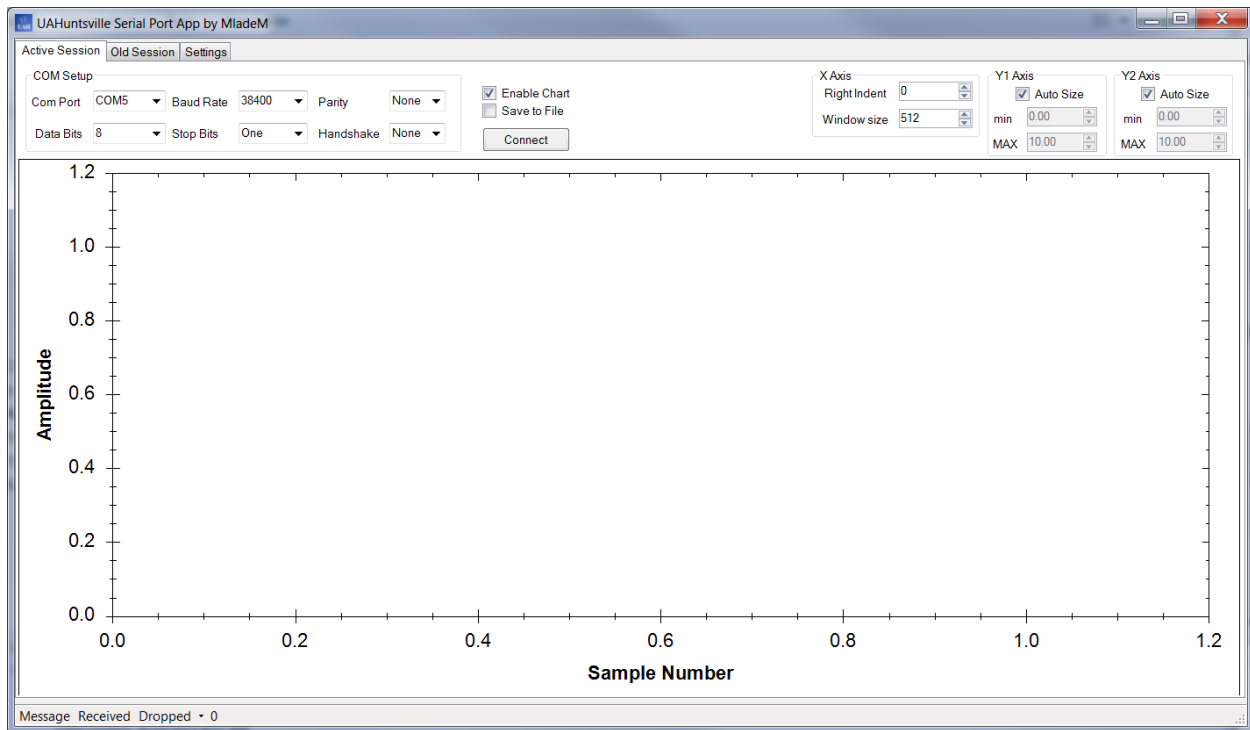 UAHuntsville Serial Port App by MladeM
Active Session Old Session Settings
COM Setup
Com Port COM5 Baud Rate 38400 Parity None
Data Bits 8 Stop Bits One Handshake None
Enable Chart
Save to File
Connect
X Axis
Right Indent 0
Window size 512
Y1 Axis
Auto Size
min 0.00
MAX 10.00
Y2 Axis
Auto Size
min 0.00
MAX 10.00
1.2
1.0
0.8
0.6
0.4
0.2
0.0
Amplitude
0.0 0.2 0.4 0.6 0.8 1.0 1.2
Sample Number
Message Received Dropped 0